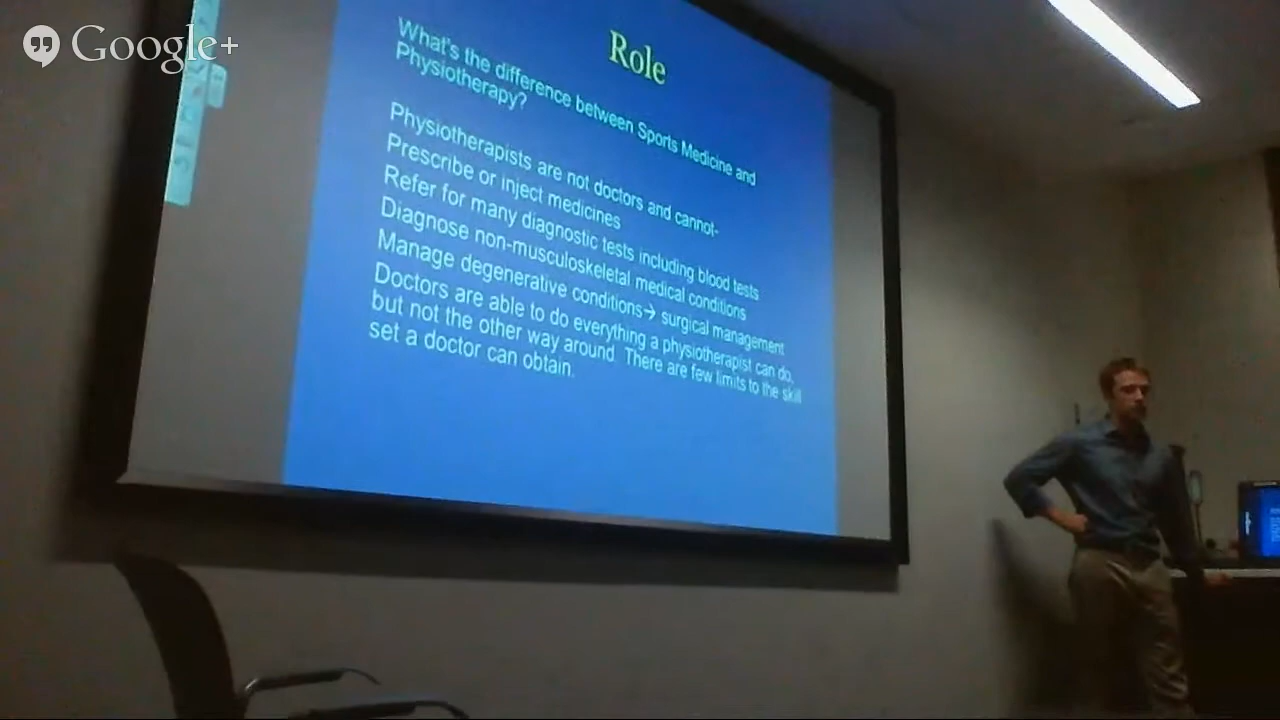 Google+
Role
What's the difference between Sports Medicine and
Physiotherapy?
Physiotherapists are not doctors and cannot-
Prescribe or inject medicines
Refer for many diagnostic tests including blood tests
Diagnose non-musculoskeletal medical conditions
Manage degenerative conditions→ surgical management
Doctors are able to do everything a physiotherapist can do,
but not the other way around. There are few limits to the skill
set a doctor can obtain.